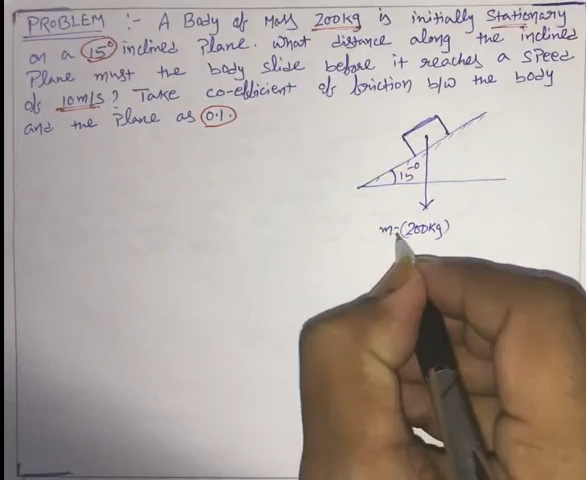 PROBLEM :- A Body of Mass 200kg is initially Stationary
on a 15° inclined Plane. What distance along the inclined
Plane must the body slide before it reaches a speed
of 10m/s? Take co-efficient of friction b/w the body
and the Plane as 0.1.
15°
m=(200kg)